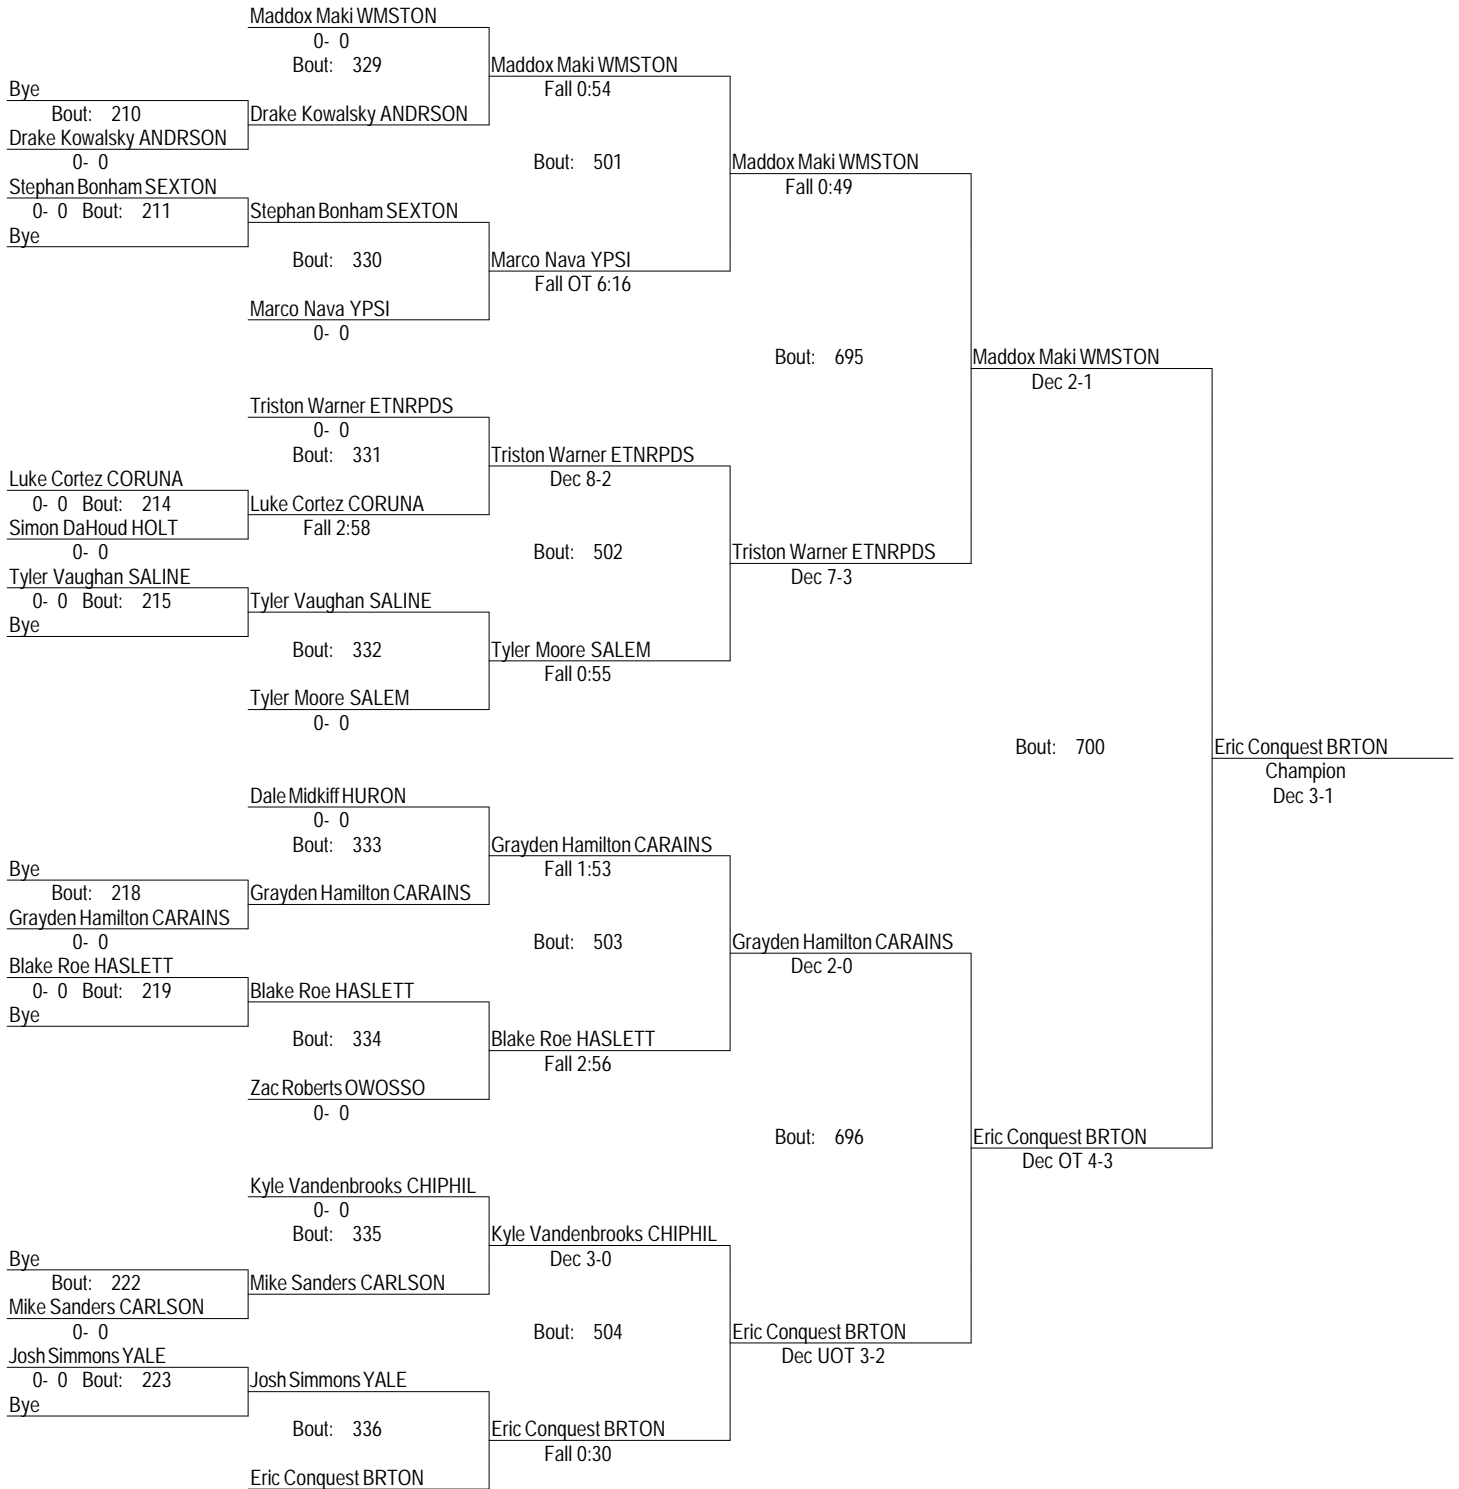 Maddox Maki WMSTON
0- 0
Bout: 329
Maddox Maki WMSTON
Fall 0:54
Bye
Bout: 210
Drake Kowalsky ANDRSON
Drake Kowalsky ANDRSON
0- 0
Bout: 501
Maddox Maki WMSTON
Fall 0:49
Stephan Bonham SEXTON
0- 0 Bout: 211
Stephan Bonham SEXTON
Bye
Bout: 330
Marco Nava YPSI
Fall OT 6:16
Marco Nava YPSI
0- 0
Bout: 695
Maddox Maki WMSTON
Dec 2-1
Triston Warner ETNRPDS
0- 0
Bout: 331
Triston Warner ETNRPDS
Dec 8-2
Luke Cortez CORUNA
0- 0 Bout: 214
Luke Cortez CORUNA
Simon DaHoud HOLT
Fall 2:58
0- 0
Bout: 502
Triston Warner ETNRPDS
Dec 7-3
Tyler Vaughan SALINE
0- 0 Bout: 215
Tyler Vaughan SALINE
Bye
Bout: 332
Tyler Moore SALEM
Fall 0:55
Tyler Moore SALEM
0- 0
Bout: 700
Eric Conquest BRTON
Champion
Dec 3-1
Dale Midkiff HURON
0- 0
Bout: 333
Grayden Hamilton CARAINS
Fall 1:53
Bye
Bout: 218
Grayden Hamilton CARAINS
Grayden Hamilton CARAINS
0- 0
Bout: 503
Grayden Hamilton CARAINS
Dec 2-0
Blake Roe HASLETT
0- 0 Bout: 219
Blake Roe HASLETT
Bye
Bout: 334
Blake Roe HASLETT
Fall 2:56
Zac Roberts OWOSSO
0- 0
Bout: 696
Eric Conquest BRTON
Dec OT 4-3
Kyle Vandenbrooks CHIPHIL
0- 0
Bout: 335
Kyle Vandenbrooks CHIPHIL
Dec 3-0
Bye
Bout: 222
Mike Sanders CARLSON
Mike Sanders CARLSON
0- 0
Bout: 504
Eric Conquest BRTON
Dec UOT 3-2
Josh Simmons YALE
0- 0 Bout: 223
Josh Simmons YALE
Bye
Bout: 336
Eric Conquest BRTON
Fall 0:30
Eric Conquest BRTON